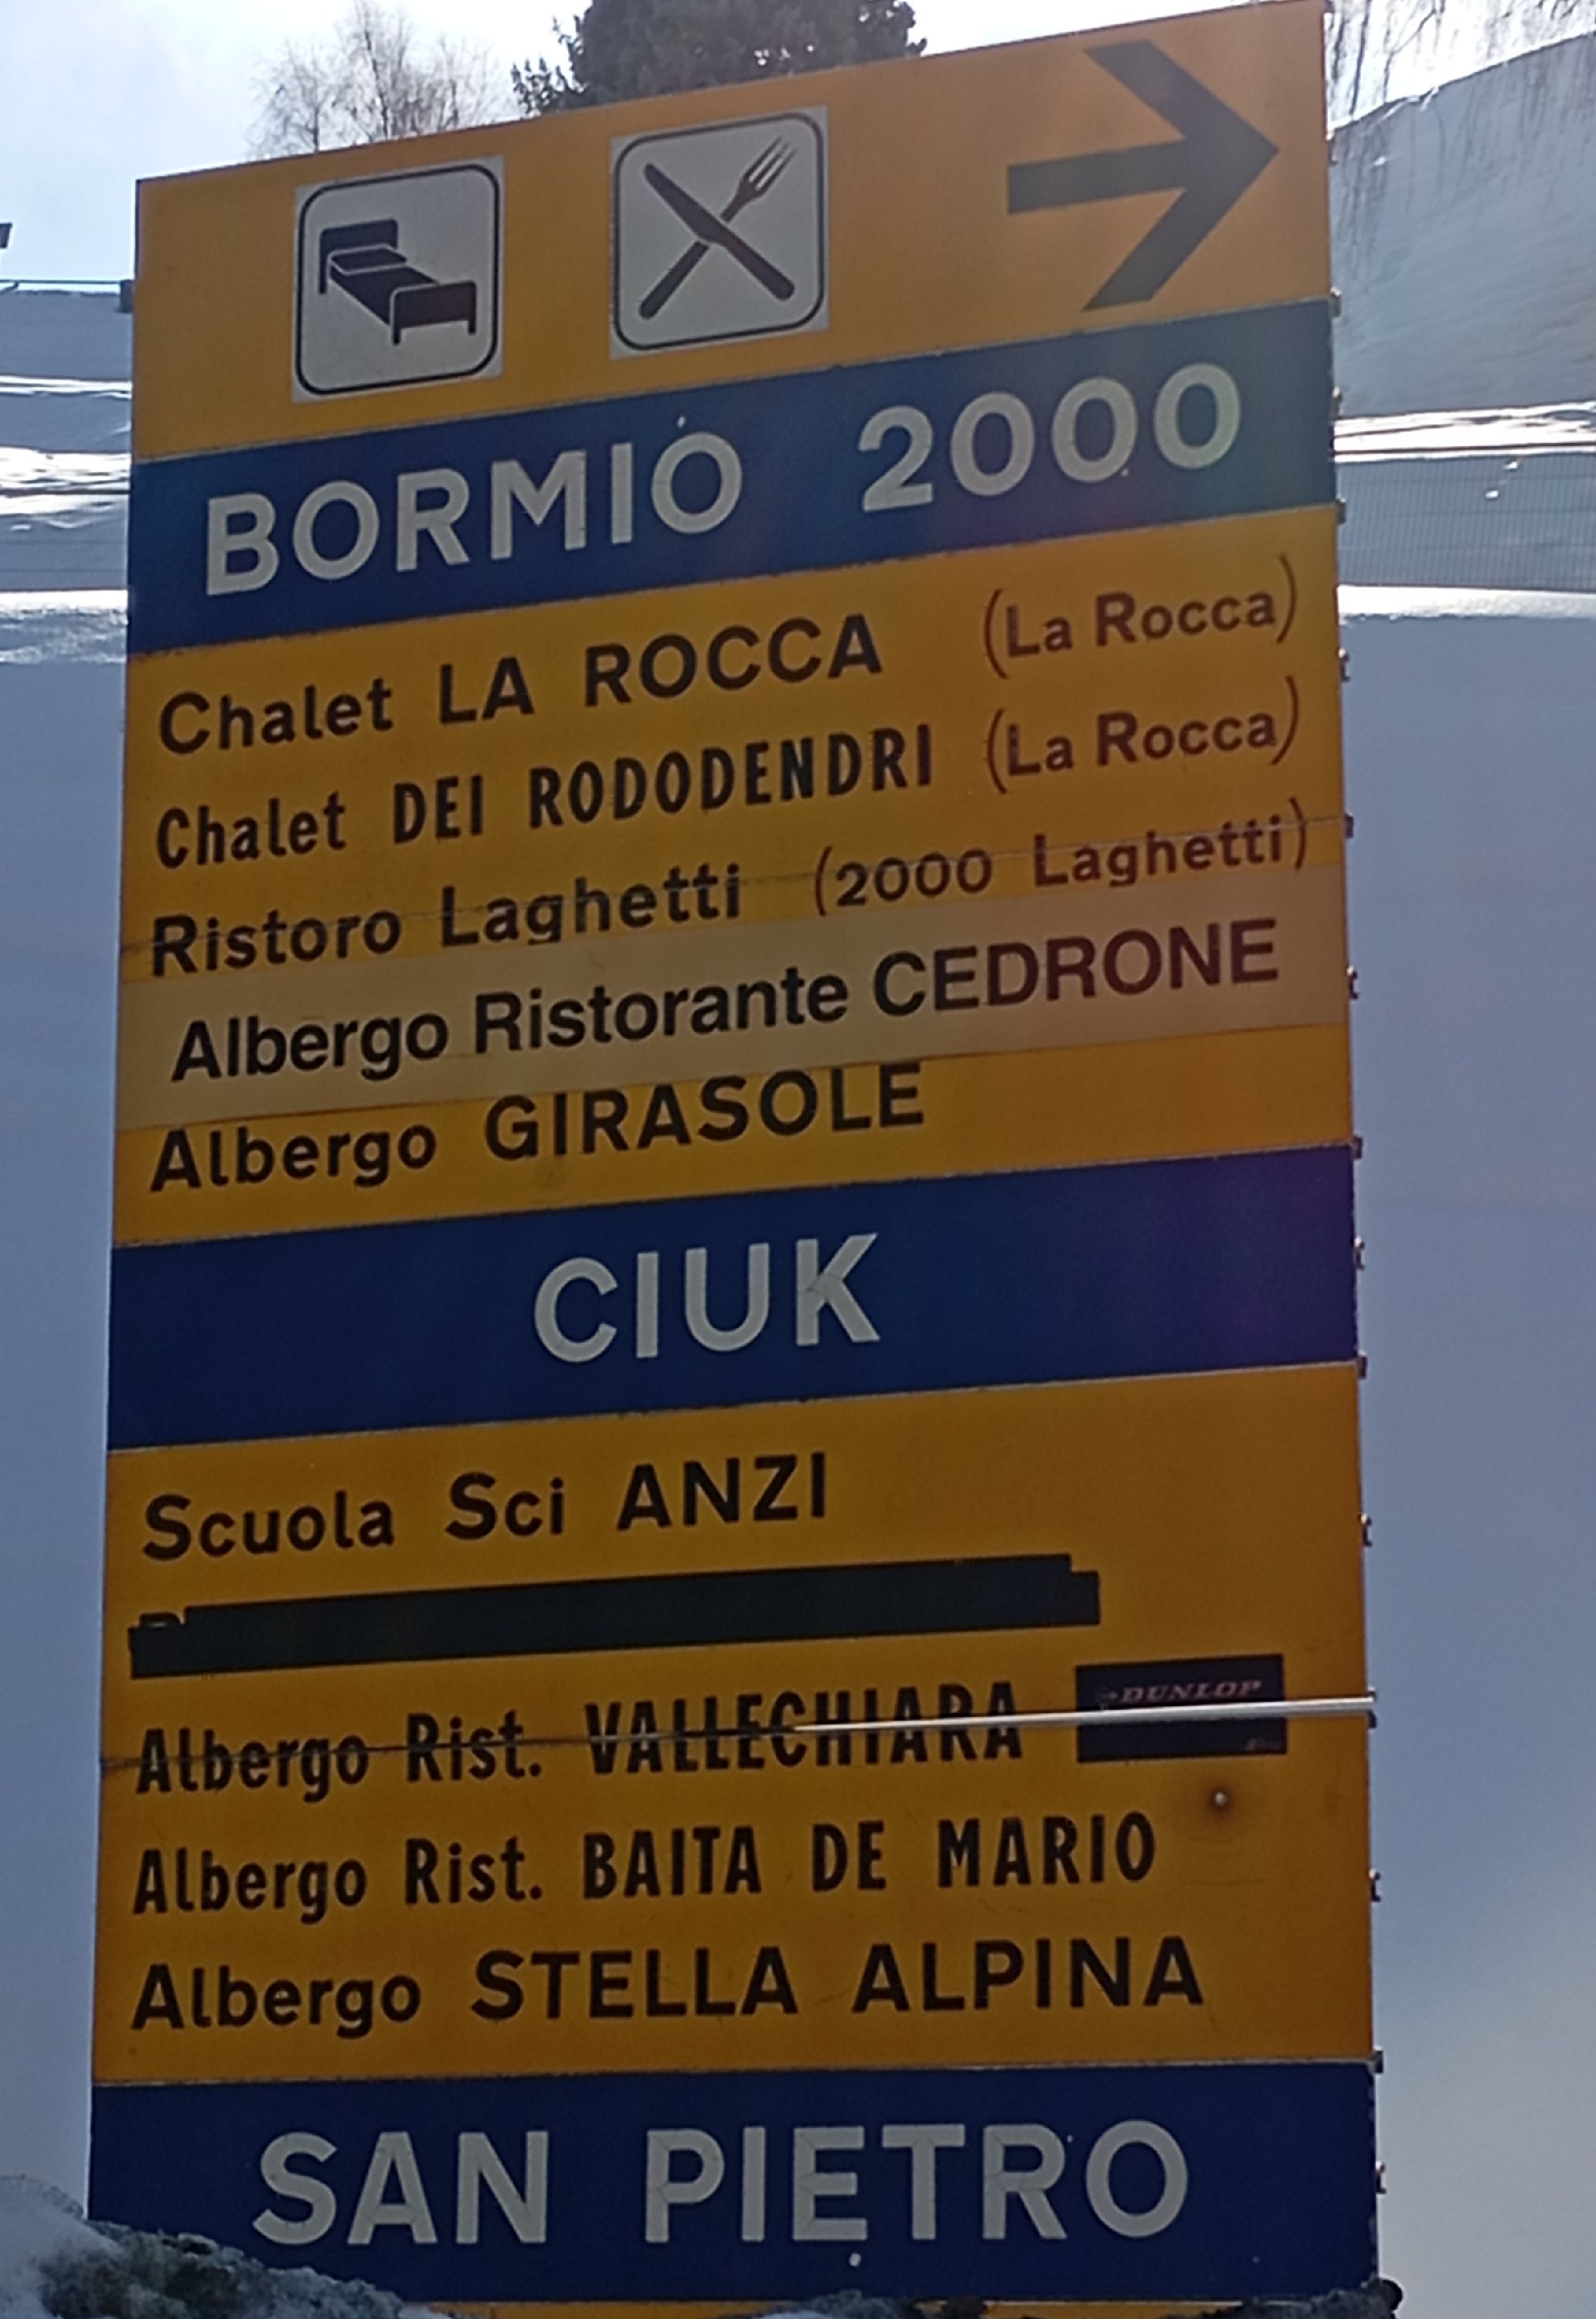 BORMIO 2000
Chalet LA ROCCA (La Rocca)
Chalet DEI RODODENDRI (La Rocca)
Ristoro Laghetti (2000 Laghetti)
Albergo Ristorante CEDRONE
Albergo GIRASOLE
CIUK
Scuola Sci ANZI
Albergo Rist. VALLECHIARA DUNLOP
Albergo Rist. BAITA DE MARIO
Albergo STELLA ALPINA
SAN PIETRO